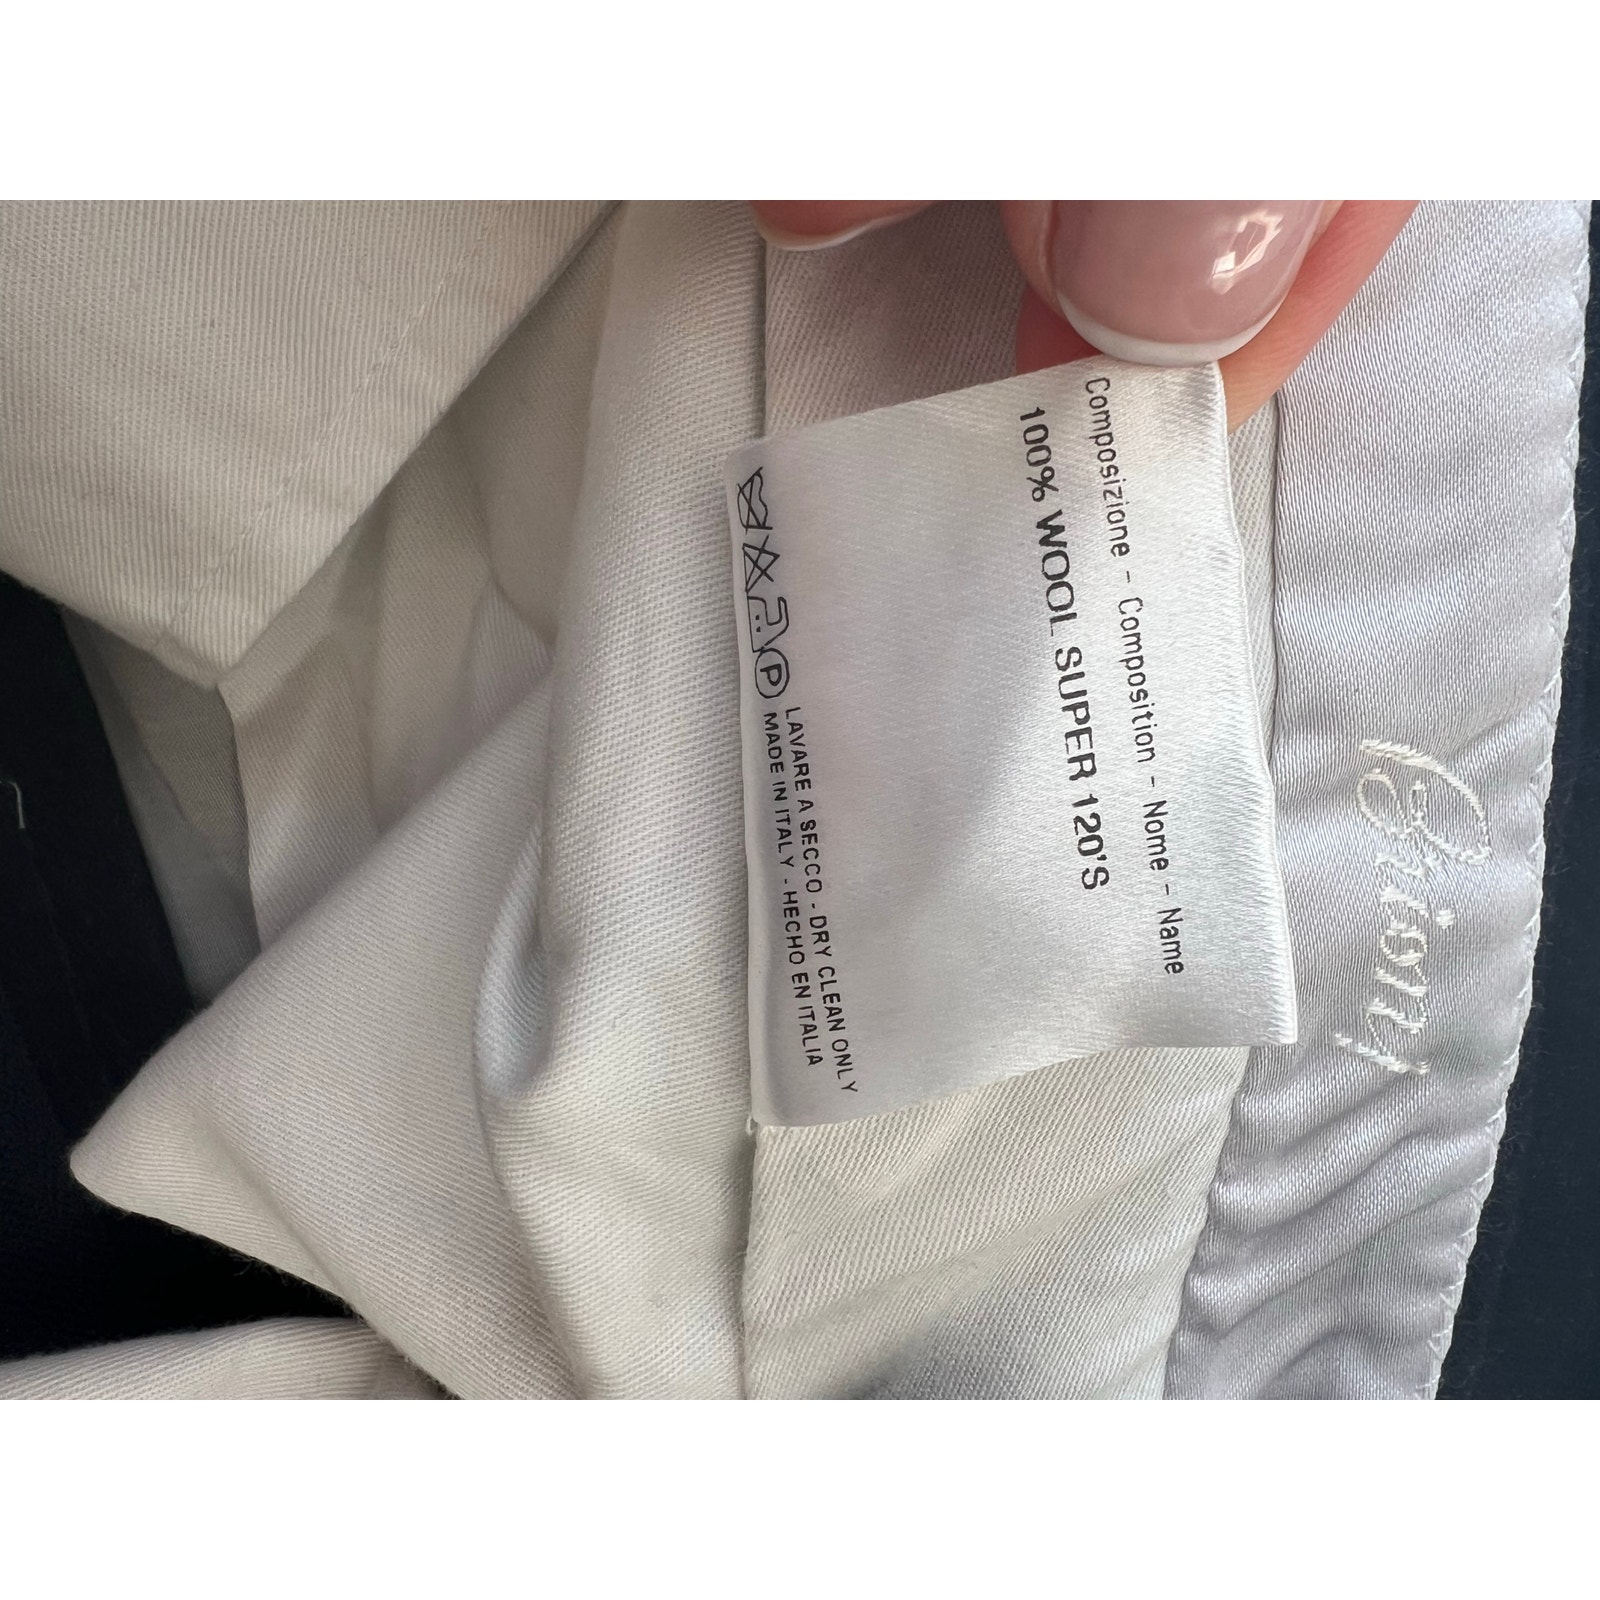 Composizione - Composition - Nome - Name
100% WOOL SUPER 120'S
P
LAVARE A SECCO - DRY CLEAN ONLY
MADE IN ITALY - HECHO EN ITALIA
Brioni